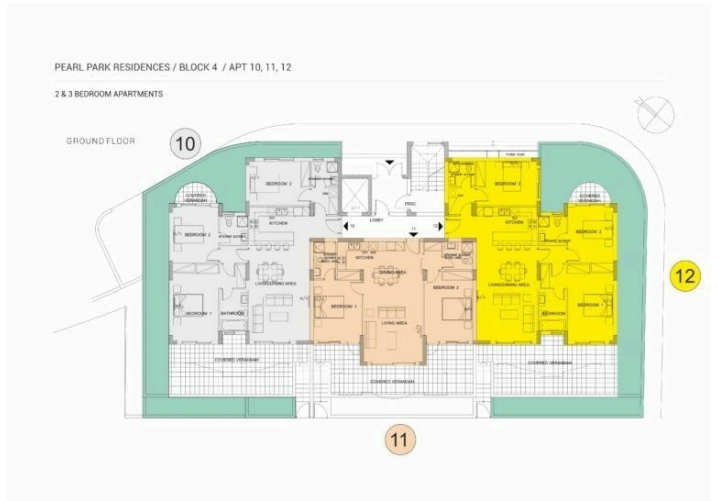 PEARL PARK RESIDENCES / BLOCK 4 / APT 10, 11, 12
2 & 3 BEDROOM APARTMENTS
GROUND FLOOR
10
BEDROOM 3
BEDROOM 3
COVERED
VERANDAH
COVERED
VERANDAH
BEDROOM 2
KITCHEN
LOBBY
KITCHEN
BEDROOM 2
10
11
12
KITCHEN
DINING AREA
LIVING/DINING AREA
BEDROOM 1
BATHROOM
BEDROOM 1
LIVING AREA
BEDROOM 2
LIVING/DINING AREA
BATHROOM
BEDROOM 1
12
COVERED VERANDAH
COVERED VERANDAH
COVERED VERANDAH
11